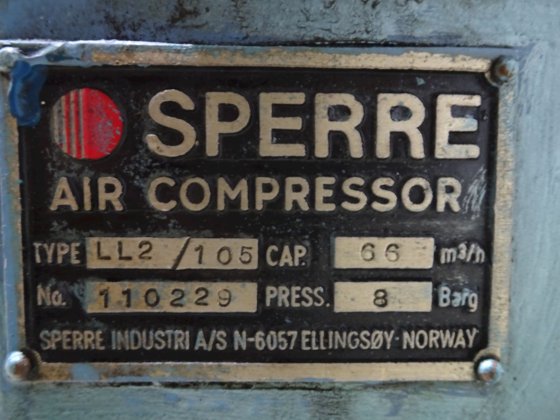 SPERRE
AIR COMPRESSOR
TYPE LL2/105 CAP. 66 m³/h
No. 110229 PRESS. 8 Barg
SPERRE INDUSTRI A/S N-6057 ELLINGSØY-NORWAY